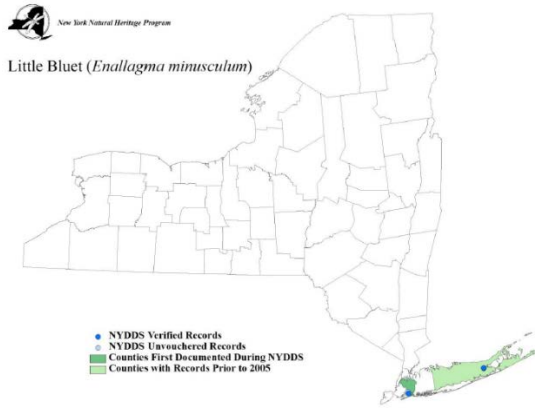 New York Natural Heritage Program
Little Bluet (Enallagma minusculum)
NYDDS Verified Records
NYDDS Unvouchered Records
Counties First Documented During NYDDS
Counties with Records Prior to 2005